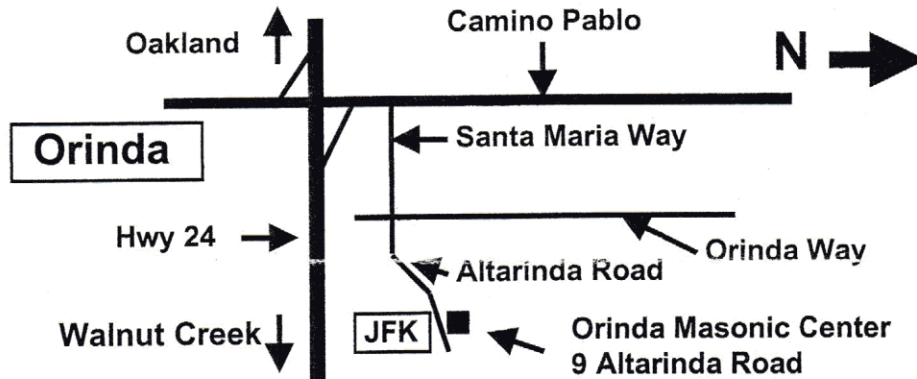 Oakland
Camino Pablo
N
Orinda
Santa Maria Way
Hwy 24
Orinda Way
Altarinda Road
Walnut Creek
JFK
Orinda Masonic Center
9 Altarinda Road